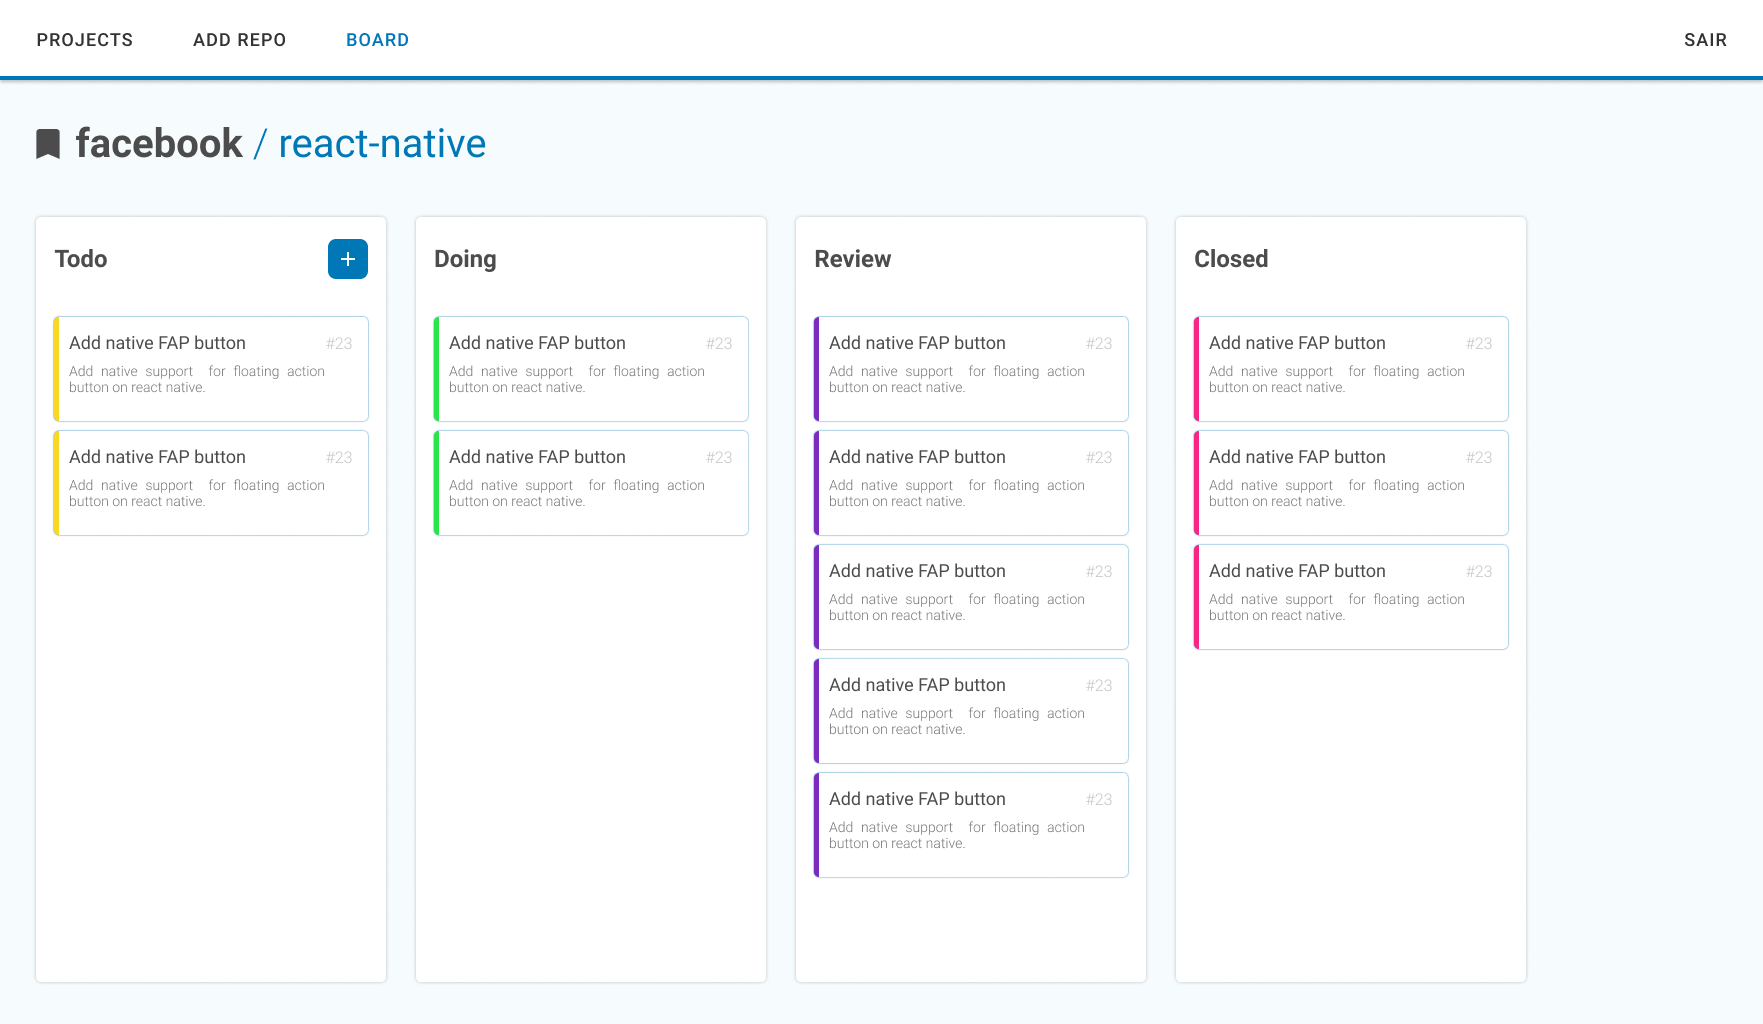 PROJECTS ADD REPO BOARD SAIR
facebook / react-native
Todo +
Add native FAP button #23
Add native support for floating action
button on react native.
Add native FAP button #23
Add native support for floating action
button on react native.
Doing
Add native FAP button #23
Add native support for floating action
button on react native.
Add native FAP button #23
Add native support for floating action
button on react native.
Review
Add native FAP button #23
Add native support for floating action
button on react native.
Add native FAP button #23
Add native support for floating action
button on react native.
Add native FAP button #23
Add native support for floating action
button on react native.
Add native FAP button #23
Add native support for floating action
button on react native.
Add native FAP button #23
Add native support for floating action
button on react native.
Closed
Add native FAP button #23
Add native support for floating action
button on react native.
Add native FAP button #23
Add native support for floating action
button on react native.
Add native FAP button #23
Add native support for floating action
button on react native.